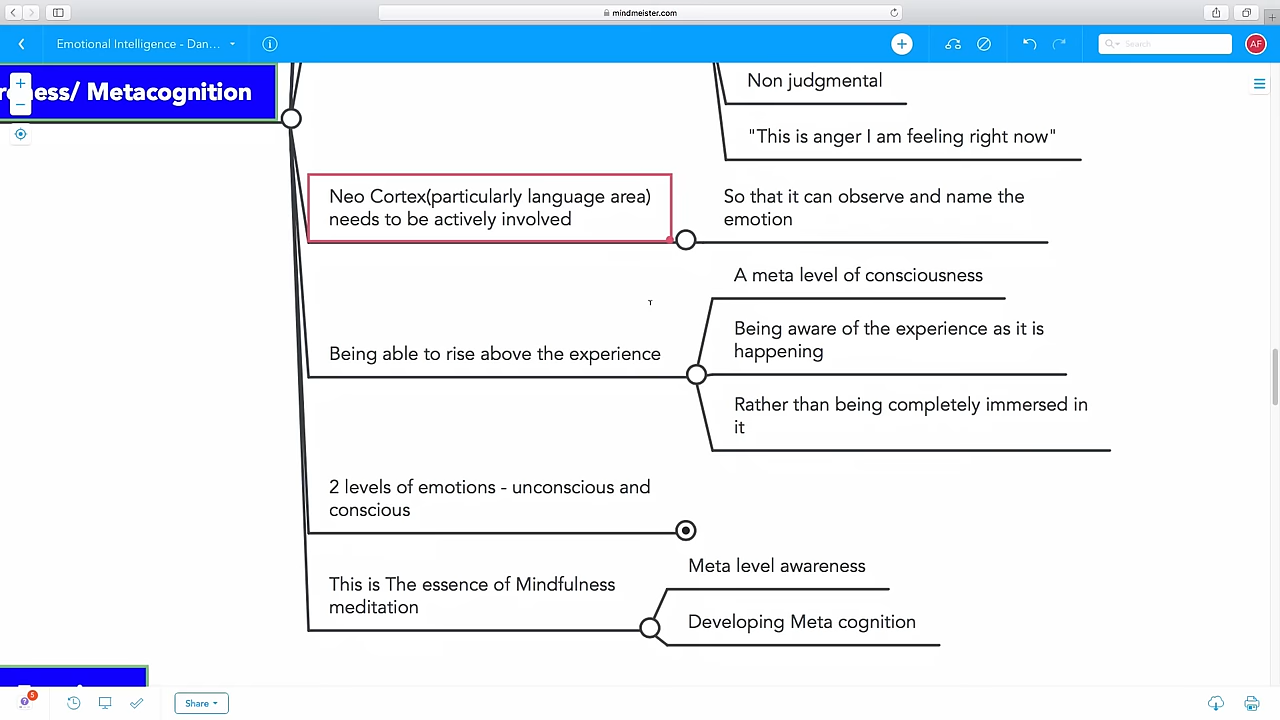 mindmeister.com
Emotional Intelligence - Dan...
Search
AF
ess/ Metacognition
Non judgmental
"This is anger I am feeling right now"
Neo Cortex(particularly language area)
needs to be actively involved
So that it can observe and name the
emotion
A meta level of consciousness
Being able to rise above the experience
Being aware of the experience as it is
happening
Rather than being completely immersed in
it
2 levels of emotions - unconscious and
conscious
This is The essence of Mindfulness
meditation
Meta level awareness
Developing Meta cognition
5
Share